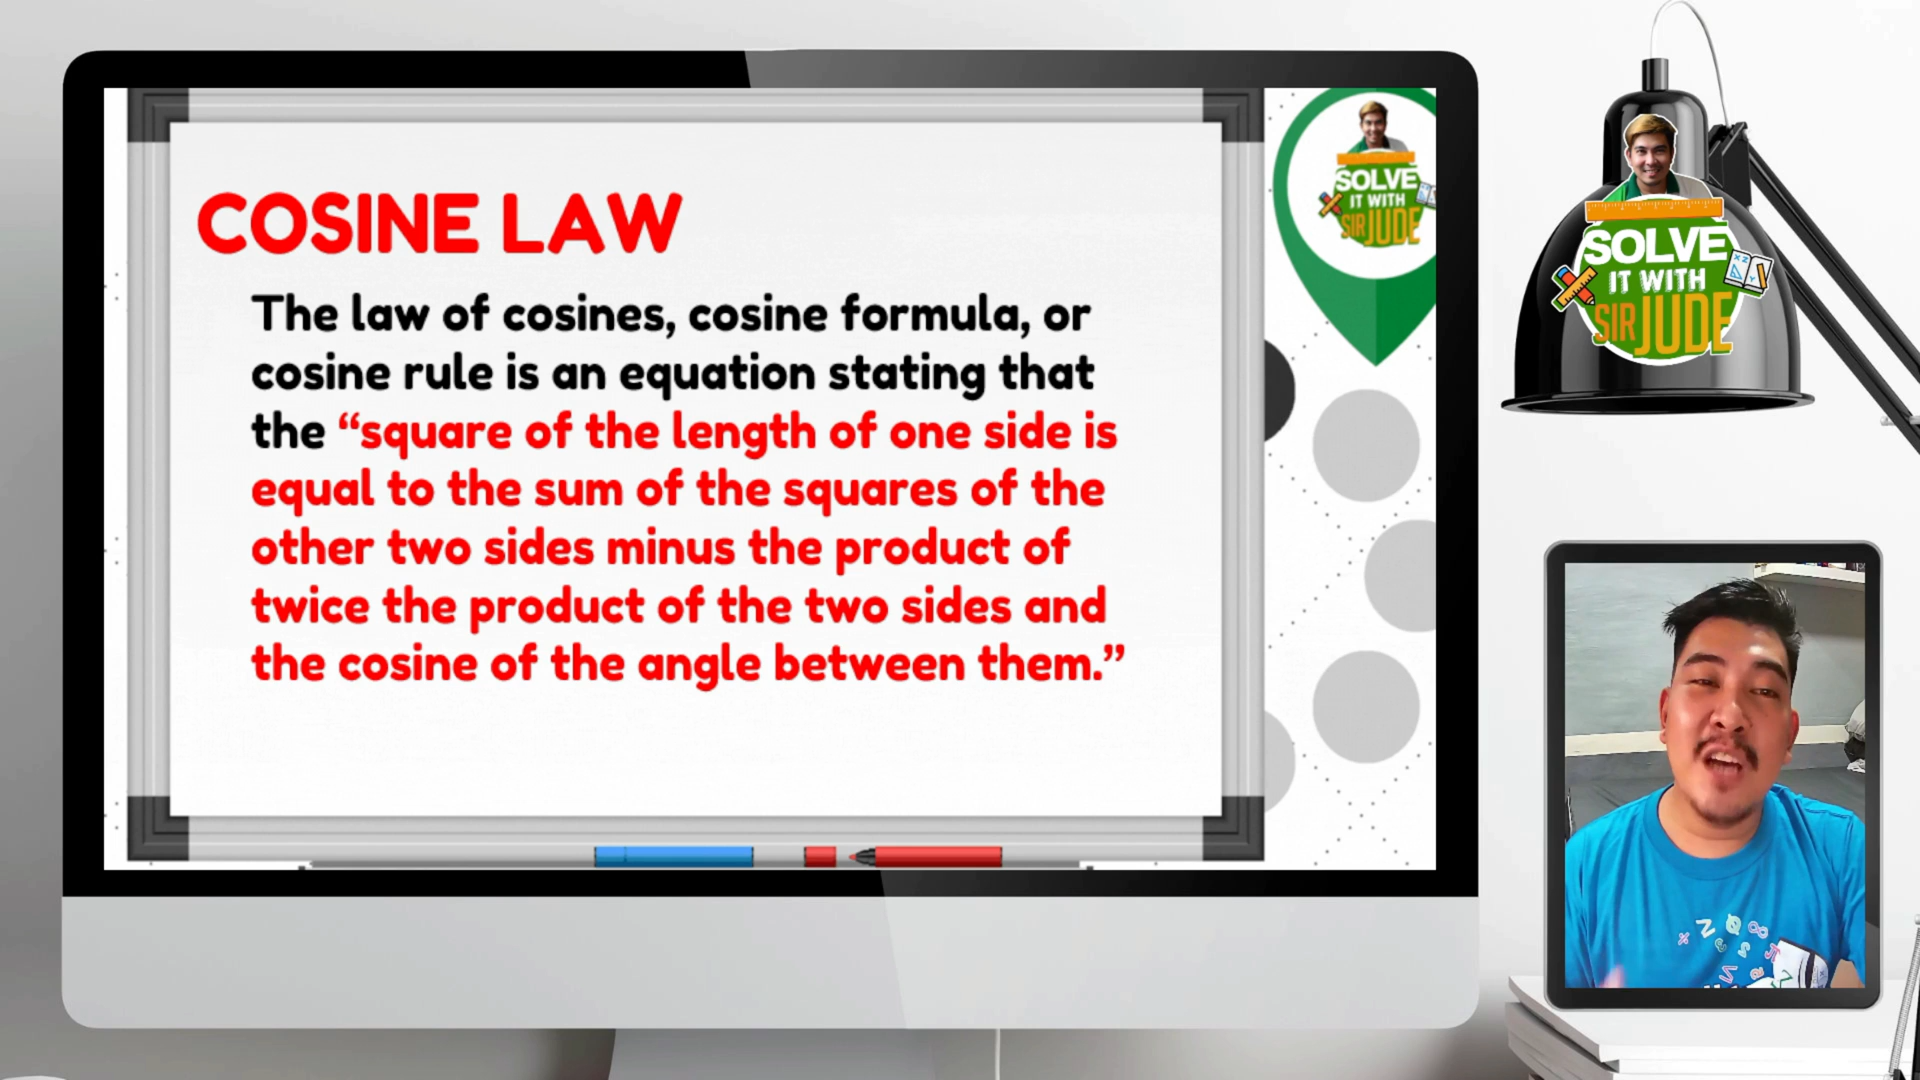 COSINE LAW
The law of cosines, cosine formula, or
cosine rule is an equation stating that
the “square of the length of one side is
equal to the sum of the squares of the
other two sides minus the product of
twice the product of the two sides and
the cosine of the angle between them.”
SOLVE
IT WITH
SIR JUDE
SOLVE
IT WITH
SIR JUDE